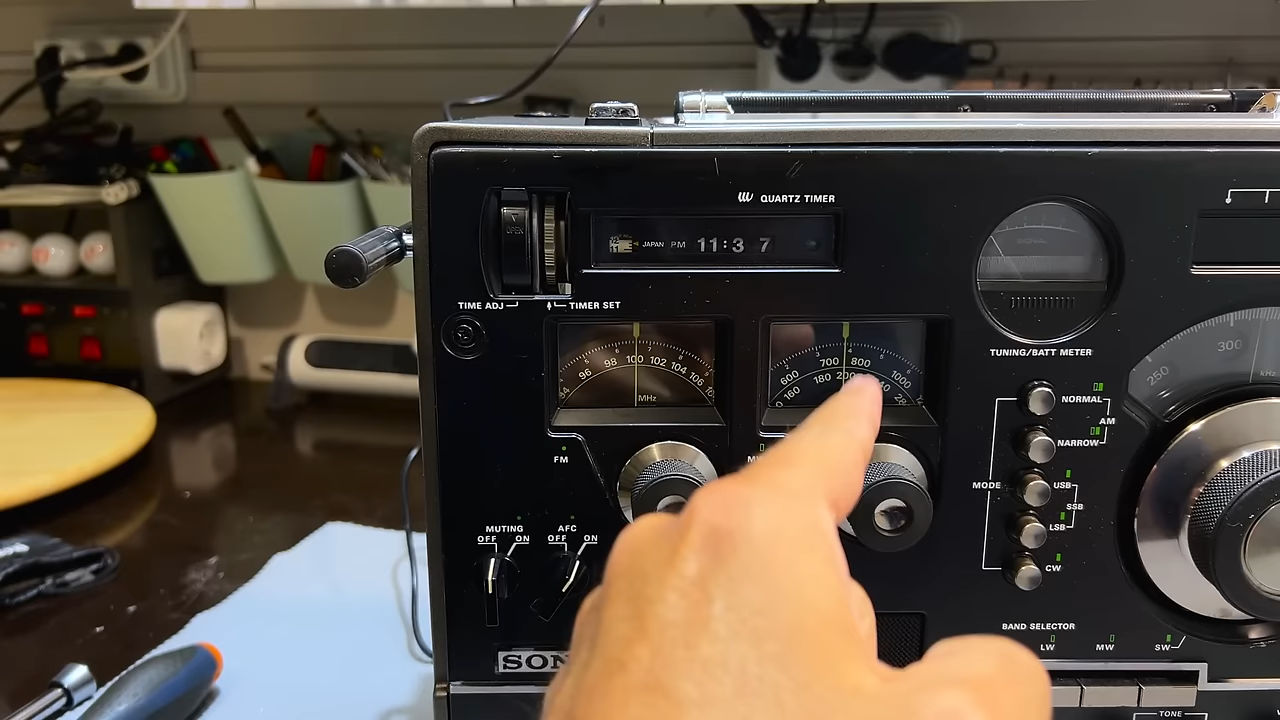 QUARTZ TIMER
OPEN
JAPAN PM 11:3 7
TIME ADJ
TIMER SET
TUNING/BATT METER
300
250
kHz
96 98 100 102 104 106
MHz
600 700 800 1000
160 180 200
FM
NORMAL
AM
NARROW
MODE
USB
SSB
LSB
CW
MUTING
OFF ON
AFC
OFF ON
BAND SELECTOR
LW MW SW
SON
TONE